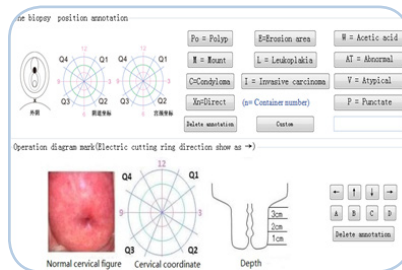 he biopsy position annotation
Po = Polyp
E=Erosion area
W = Acetic acid
M = Mount
L = Leukoplakia
AT = Abnormal
C=Condyloma
I = Invasive carcinoma
V = Atypical
Xn=Direct
(n= Container number)
P = Punctate
Delete annotation
Custom
12
12
Q4
Q1
Q4
Q1
Q3
Q2
Q3
Q2
Operation diagram mark(Electric cutting ring direction show as →)
12
Q4
Q1
9
3
Q3
Q2
3cm
2cm
1cm
← ↑ ↓ →
A B C D
Delete annotation
Normal cervical figure
Cervical coordinate
Depth